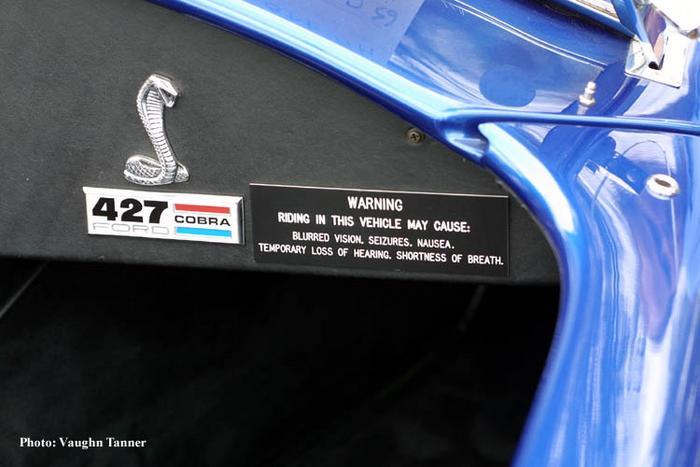 427
FORD
COBRA
WARNING
RIDING IN THIS VEHICLE MAY CAUSE:
BLURRED VISION. SEIZURES. NAUSEA.
TEMPORARY LOSS OF HEARING. SHORTNESS OF BREATH.
Photo: Vaughn Tanner